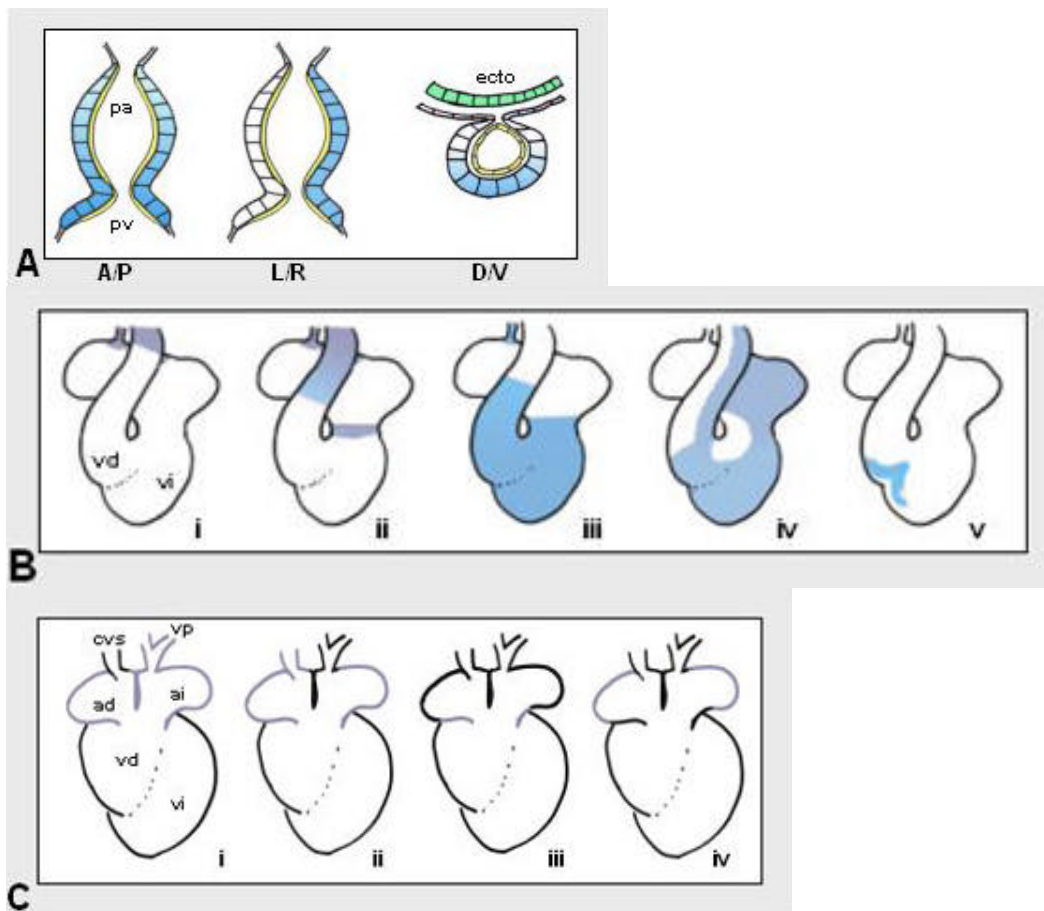 ecto
pa
pv
A
A/P L/R D/V
vd
vi
i ii iii iv v
B
cvs vp
ad ai
vd
vi
i ii iii iv
C